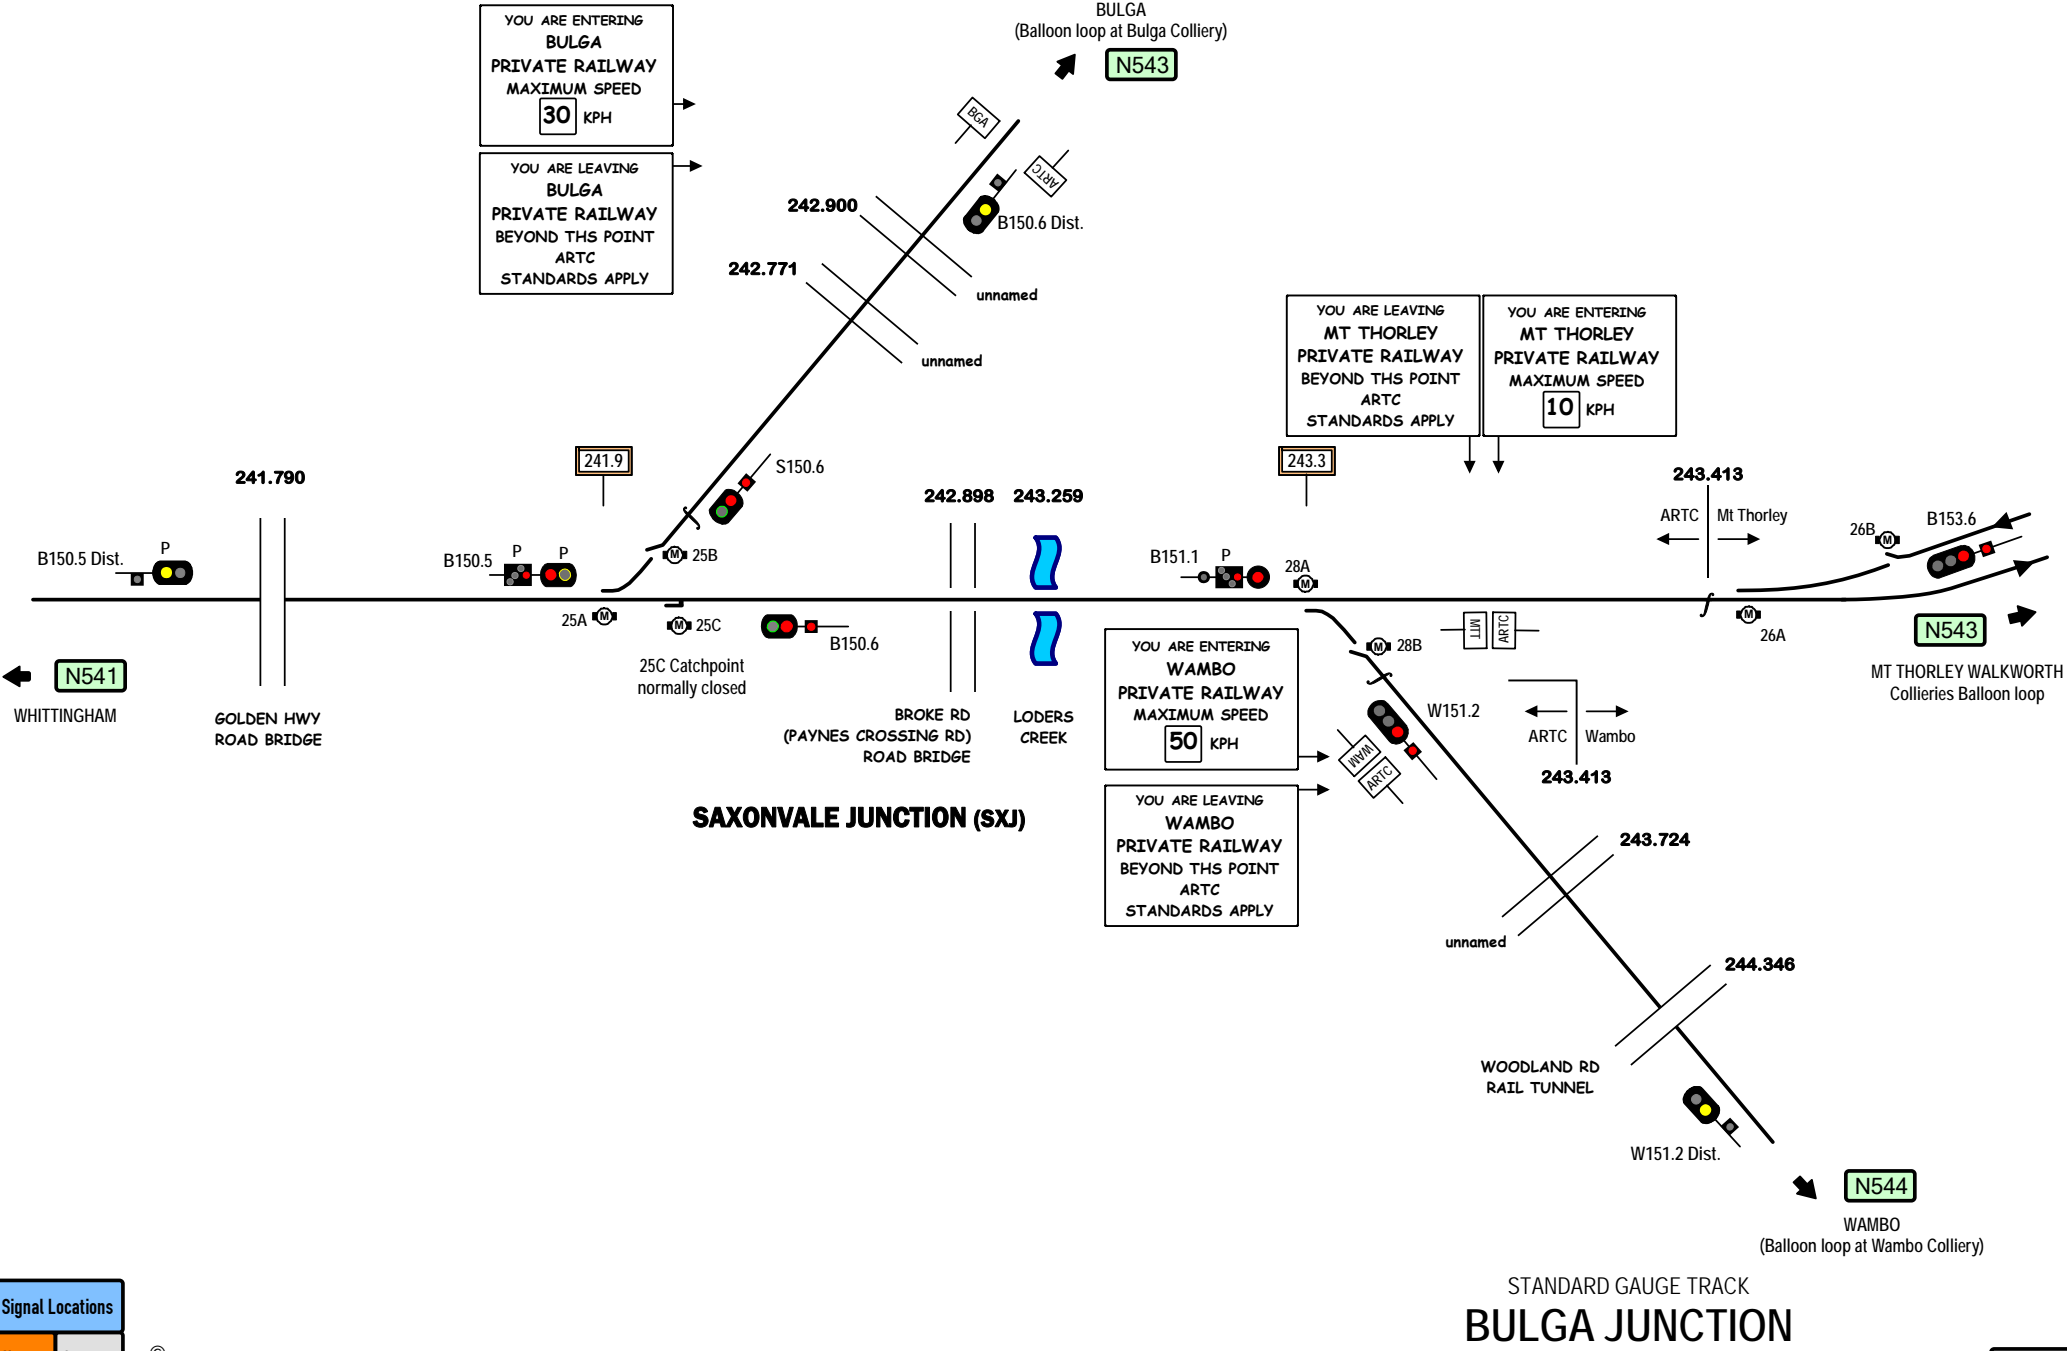 BULGA
(Balloon loop at Bulga Colliery)
N543
YOU ARE ENTERING
BULGA
PRIVATE RAILWAY
MAXIMUM SPEED
30 KPH
YOU ARE LEAVING
BULGA
PRIVATE RAILWAY
BEYOND THS POINT
ARTC
STANDARDS APPLY
BGA
ARTC
242.900
B150.6 Dist.
242.771
unnamed
unnamed
YOU ARE LEAVING
MT THORLEY
PRIVATE RAILWAY
BEYOND THS POINT
ARTC
STANDARDS APPLY
YOU ARE ENTERING
MT THORLEY
PRIVATE RAILWAY
MAXIMUM SPEED
10 KPH
241.790
241.9
S150.6
242.898
243.259
243.3
243.413
ARTC
Mt Thorley
26B
B153.6
B150.5 Dist.
P
B150.5
P
P
M 25B
B151.1
P
28A
M
M
25A M
M 25C
B150.6
25C Catchpoint
normally closed
M
26A
N543
MT THORLEY WALKWORTH
Collieries Balloon loop
N541
WHITTINGHAM
GOLDEN HWY
ROAD BRIDGE
BROKE RD
(PAYNES CROSSING RD)
ROAD BRIDGE
LODERS
CREEK
YOU ARE ENTERING
WAMBO
PRIVATE RAILWAY
MAXIMUM SPEED
50 KPH
M 28B
MTT
ARTC
W151.2
WAM
ARTC
ARTC
Wambo
243.413
SAXONVALE JUNCTION (SXJ)
YOU ARE LEAVING
WAMBO
PRIVATE RAILWAY
BEYOND THS POINT
ARTC
STANDARDS APPLY
243.724
unnamed
244.346
WOODLAND RD
RAIL TUNNEL
W151.2 Dist.
N544
WAMBO
(Balloon loop at Wambo Colliery)
STANDARD GAUGE TRACK
BULGA JUNCTION
Signal Locations
©